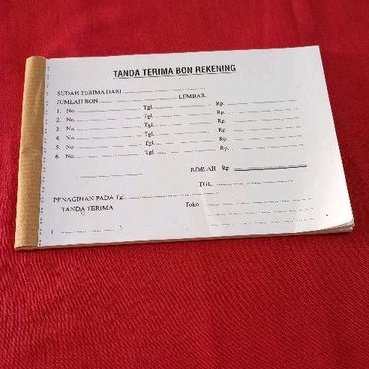 TANDA TERIMA BON REKENING
SUDAH TERIMA DARI
JUMLAH BON LEMBAR
1. No. Tgl. Rp.
2. No. Tgl. Rp.
3. No. Tgl. Rp.
4. No. Tgl. Rp.
5. No. Tgl. Rp.
6. No. Tgl. Rp.
JUMLAH Rp.
TGL.
PENAGIHAN PADA Tgl.
TANDA TERIMA Toko
( )